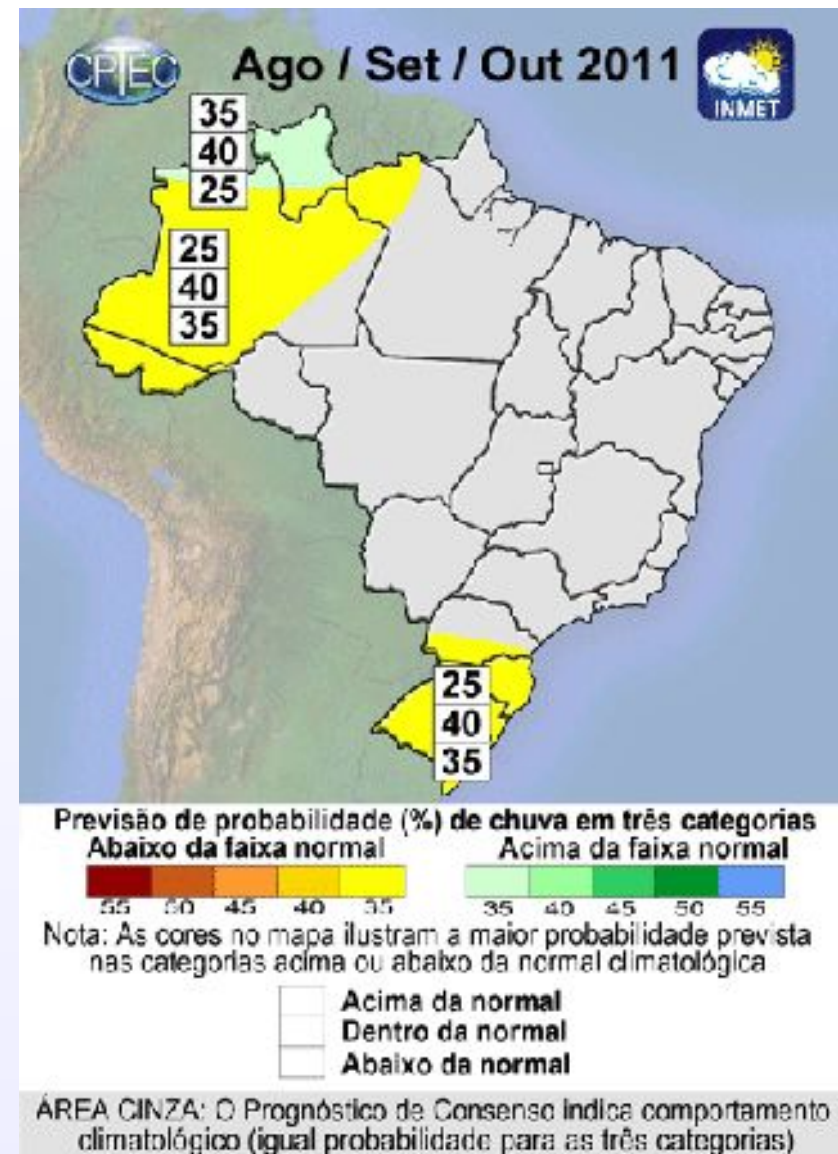 CPTEC
Ago / Set / Out 2011
INMET
35
40
25
25
40
35
25
40
35
Previsão de probabilidade (%) de chuva em três categorias
Abaixo da faixa normal Acima da faixa normal
55 50 45 40 35 35 40 45 50 55
Nota: As cores no mapa ilustram a maior probabilidade prevista
nas categorias acima ou abaixo da normal climatológica
Acima da normal
Dentro da normal
Abaixo da normal
ÁREA CINZA: O Prognóstico de Consenso indica comportamento
climatológico (igual probabilidade para as três categorias)